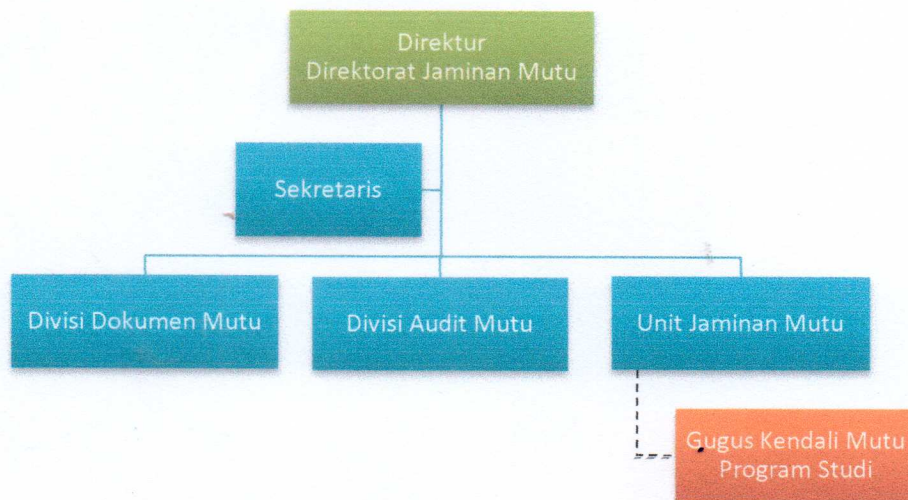 Direktur
Direktorat Jaminan Mutu
Sekretaris
Divisi Dokumen Mutu
Divisi Audit Mutu
Unit Jaminan Mutu
Gugus Kendali Mutu
Program Studi